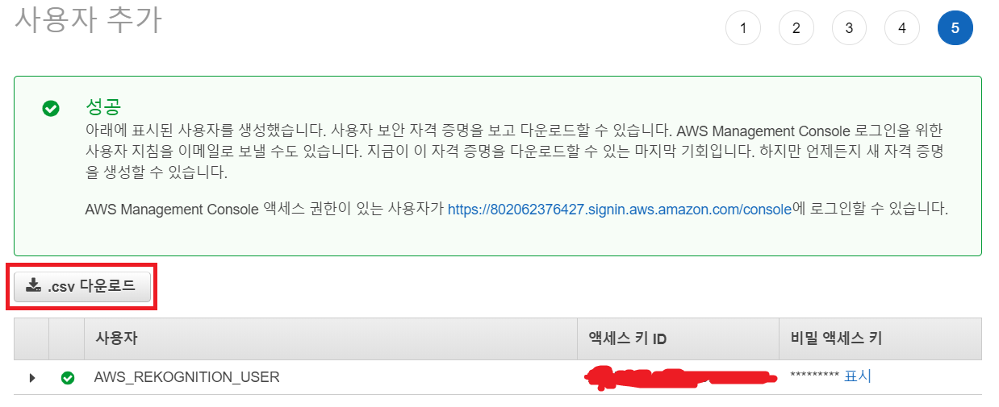 사용자 추가
1 2 3 4 5
성공
아래에 표시된 사용자를 생성했습니다. 사용자 보안 자격 증명을 보고 다운로드할 수 있습니다. AWS Management Console 로그인을 위한
사용자 지침을 이메일로 보낼 수도 있습니다. 지금이 이 자격 증명을 다운로드할 수 있는 마지막 기회입니다. 하지만 언제든지 새 자격 증명
을 생성할 수 있습니다.
AWS Management Console 액세스 권한이 있는 사용자가 https://802062376427.signin.aws.amazon.com/console에 로그인할 수 있습니다.
.csv 다운로드
사용자 액세스 키 ID 비밀 액세스 키
AWS_REKOGNITION_USER ********* 표시